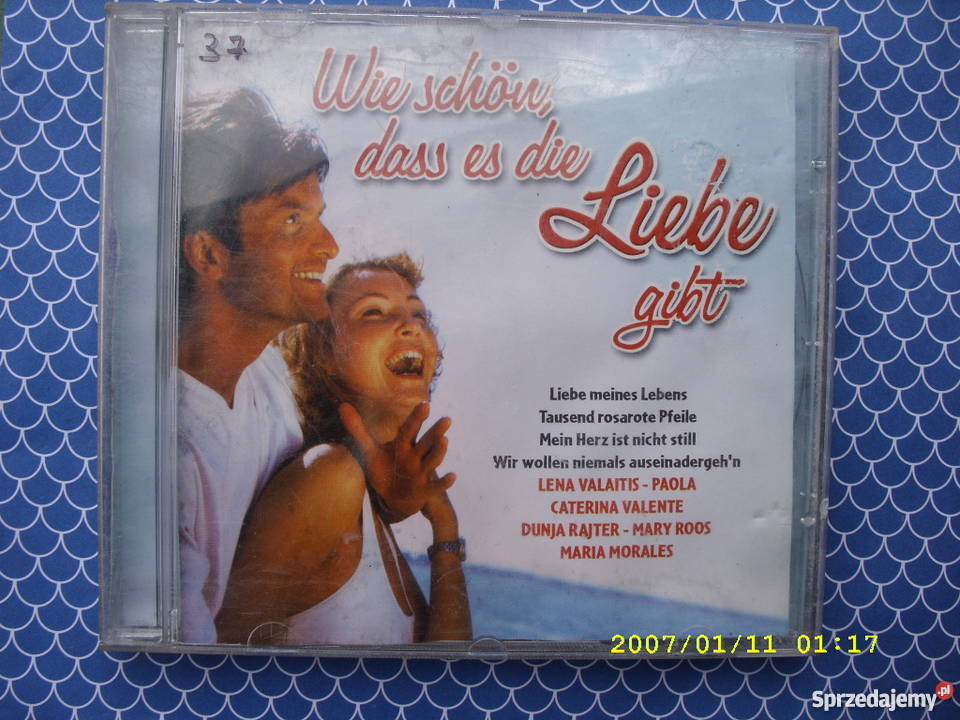 37
Wie schön,
dass es die
Liebe
gibt
Liebe meines Lebens
Tausend rosarote Pfeile
Mein Herz ist nicht still
Wir wollen niemals auseinadergeh'n
LENA VALAITIS - PAOLA
CATERINA VALENTE
DUNJA RAJTER - MARY ROOS
MARIA MORALES
2007/01/11 01:17
Sprzedajemy.pl